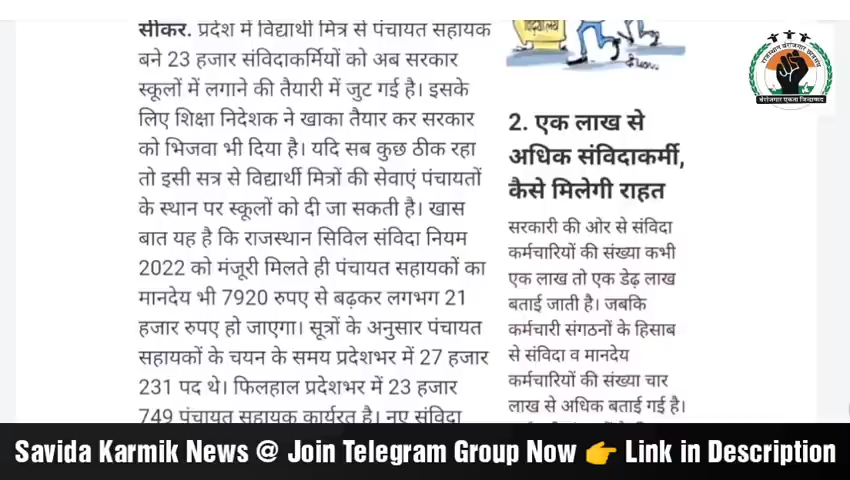 सीकर. प्रदेश में विद्यार्थी मित्र से पंचायत सहायक
बने 23 हजार संविदाकर्मियों को अब सरकार
स्कूलों में लगाने की तैयारी में जुट गई है। इसके
लिए शिक्षा निदेशक ने खाका तैयार कर सरकार
को भिजवा भी दिया है। यदि सब कुछ ठीक रहा
तो इसी सत्र से विद्यार्थी मित्रों की सेवाएं पंचायतों
के स्थान पर स्कूलों को दी जा सकती है। खास
बात यह है कि राजस्थान सिविल संविदा नियम
2022 को मंजूरी मिलते ही पंचायत सहायकों का
मानदेय भी 7920 रुपए से बढ़कर लगभग 21
हजार रुपए हो जाएगा। सूत्रों के अनुसार पंचायत
सहायकों के चयन के समय प्रदेशभर में 27 हजार
231 पद थे। फिलहाल प्रदेशभर में 23 हजार
749 पंचायत सहायक कार्यरत है। नए संविदा
2. एक लाख से
अधिक संविदाकर्मी,
कैसे मिलेगी राहत
सरकारी की ओर से संविदा
कर्मचारियों की संख्या कभी
एक लाख तो एक डेढ़ लाख
बताई जाती है। जबकि
कर्मचारी संगठनों के हिसाब
से संविदा व मानदेय
कर्मचारियों की संख्या चार
लाख से अधिक बताई गई है।
राजस्थान बेरोजगार
बेरोजगार एकता जिन्दाबाद
Savida Karmik News @ Join Telegram Group Now 👉 Link in Description